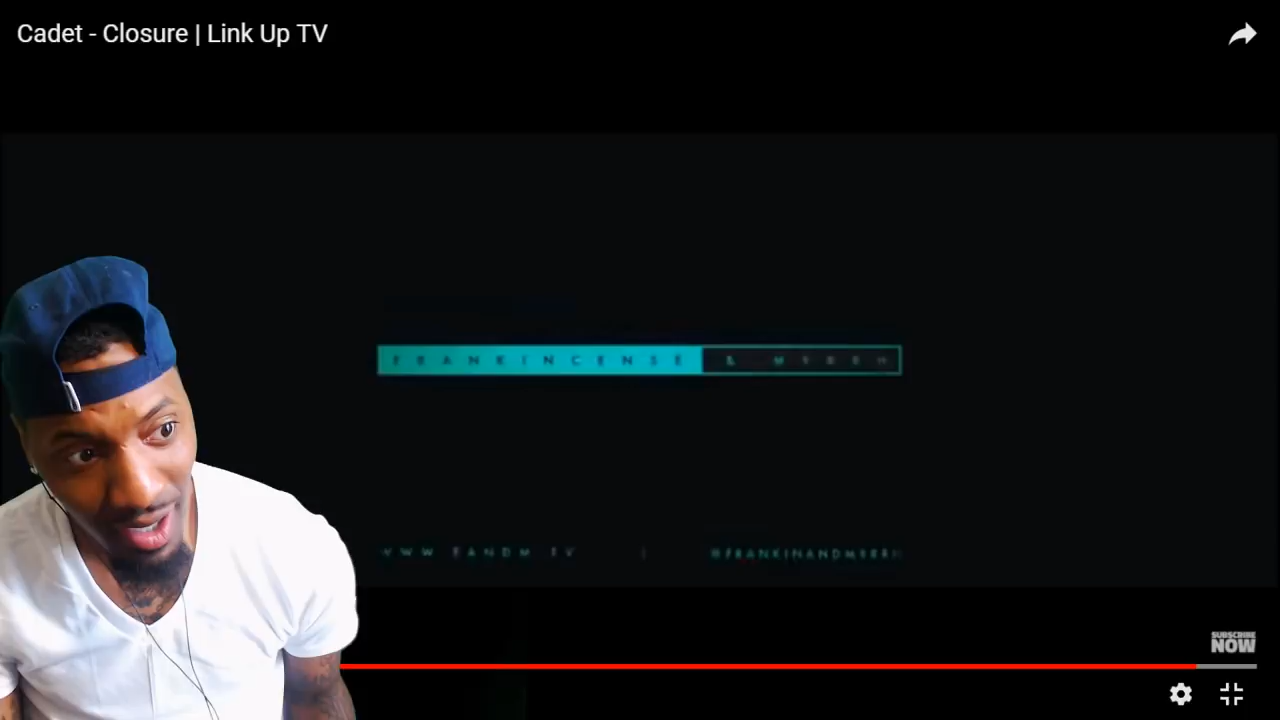 Cadet - Closure | Link Up TV
FRANKINCENSE & MYRRH
WWW.FANDM.TV | @FRANKINANDMYRRH
SUBSCRIBE
NOW